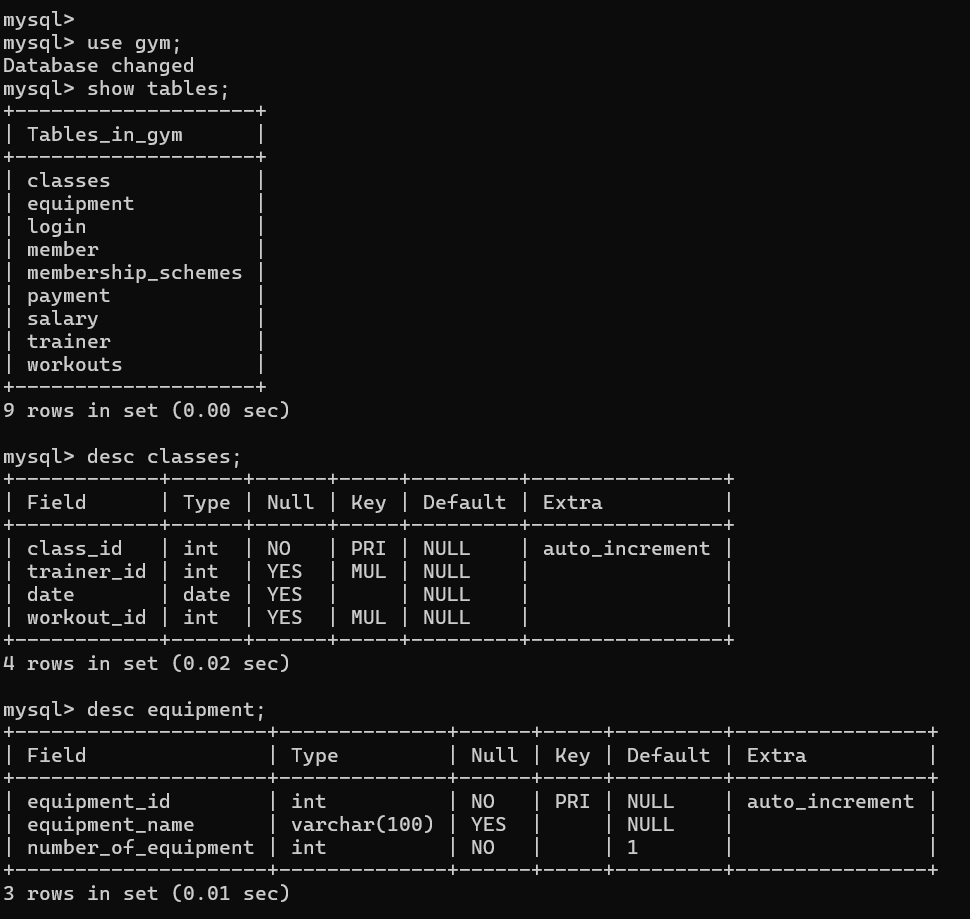 mysql>
mysql> use gym;
Database changed
mysql> show tables;
+--------------------+
| Tables_in_gym      |
+--------------------+
| classes            |
| equipment          |
| login              |
| member             |
| membership_schemes |
| payment            |
| salary             |
| trainer            |
| workouts           |
+--------------------+
9 rows in set (0.00 sec)

mysql> desc classes;
+------------+------+------+-----+---------+----------------+
| Field      | Type | Null | Key | Default | Extra          |
+------------+------+------+-----+---------+----------------+
| class_id   | int  | NO   | PRI | NULL    | auto_increment |
| trainer_id | int  | YES  | MUL | NULL    |                |
| date       | date | YES  |     | NULL    |                |
| workout_id | int  | YES  | MUL | NULL    |                |
+------------+------+------+-----+---------+----------------+
4 rows in set (0.02 sec)

mysql> desc equipment;
+---------------------+--------------+------+-----+---------+----------------+
| Field               | Type         | Null | Key | Default | Extra          |
+---------------------+--------------+------+-----+---------+----------------+
| equipment_id        | int          | NO   | PRI | NULL    | auto_increment |
| equipment_name      | varchar(100) | YES  |     | NULL    |                |
| number_of_equipment | int          | NO   |     | 1       |                |
+---------------------+--------------+------+-----+---------+----------------+
3 rows in set (0.01 sec)